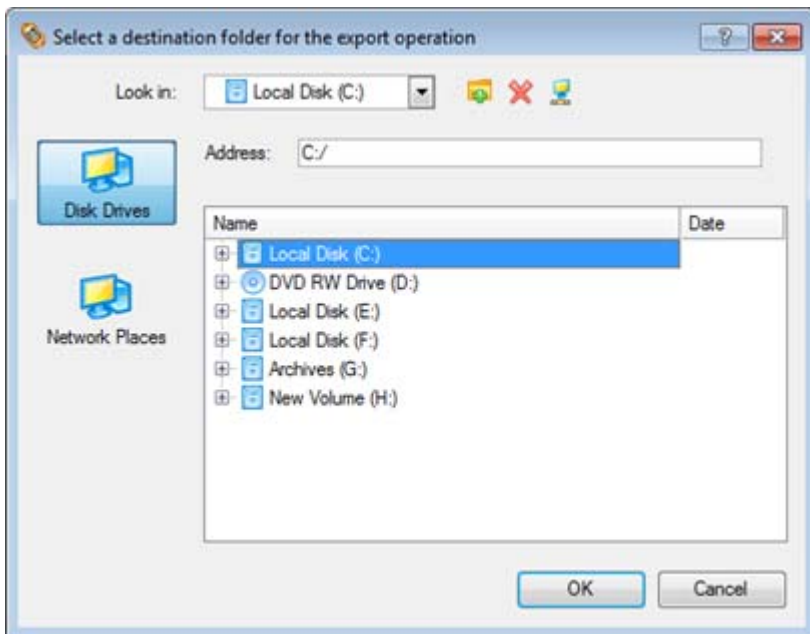 Select a destination folder for the export operation
Look in: Local Disk (C:)
Address: C:/
Disk Drives
Network Places
Name Date
Local Disk (C:)
DVD RW Drive (D:)
Local Disk (E:)
Local Disk (F:)
Archives (G:)
New Volume (H:)
OK Cancel